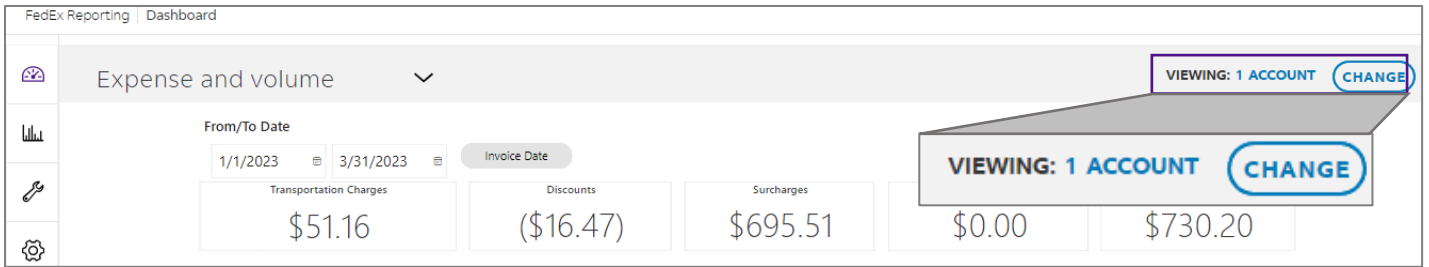 FedEx Reporting | Dashboard
Expense and volume
VIEWING: 1 ACCOUNT CHANGE
From/To Date
1/1/2023 3/31/2023 Invoice Date
VIEWING: 1 ACCOUNT CHANGE
Transportation Charges Discounts Surcharges
$51.16 ($16.47) $695.51 $0.00 $730.20